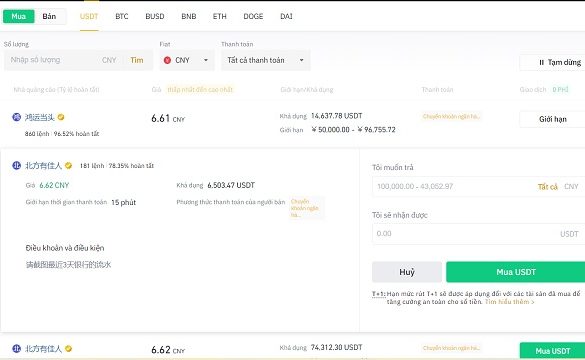 Mua Bán USDT BTC BUSD BNB ETH DOGE DAI
Số lượng Fiat Thanh toán
Nhập số lượng CNY Tìm CNY Tất cả thanh toán Tạm dừng
Nhà quảng cáo (Tỷ lệ hoàn tất) Giá thấp nhất đến cao nhất Giới hạn/Khả dụng Thanh toán Giao dịch 0 PHÍ
鸿 鸿运当头 6.61 CNY Khả dụng 14,637.78 USDT Chuyển khoản ngân hà... Giới hạn
860 lệnh 96.52% hoàn tất Giới hạn ¥ 50,000.00 - ¥ 96,755.72
北 北方有佳人 181 lệnh 78.35% hoàn tất
Giá 6.62 CNY Khả dụng 6,503.47 USDT
Giới hạn thời gian thanh toán 15 phút Phương thức thanh toán của người bán Chuyển khoản ngân hà...
Điều khoản và điều kiện
请截图最近3天银行的流水
Tôi muốn trả
100,000.00 - 43,052.97 Tất cả CNY
Tôi sẽ nhận được
0.00 USDT
Huỷ Mua USDT
T+1: Hạn mức rút T+1 sẽ được áp dụng đối với các tài sản đã mua để
tăng cường an toàn cho số tiền. Tìm hiểu thêm >
北 北方有佳人 6.62 CNY Khả dụng 74,312.30 USDT Chuyển khoản ngân hà... Mua USDT